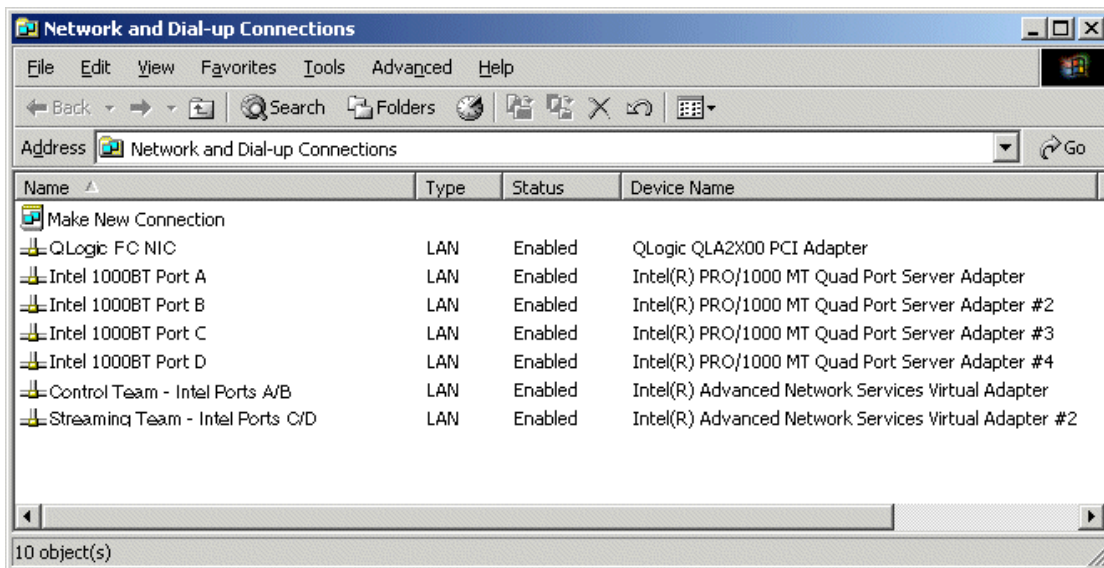 Network and Dial-up Connections
File Edit View Favorites Tools Advanced Help
Back Search Folders
Address Network and Dial-up Connections Go
Name Type Status Device Name
Make New Connection
QLogic FC NIC LAN Enabled QLogic QLA2X00 PCI Adapter
Intel 1000BT Port A LAN Enabled Intel(R) PRO/1000 MT Quad Port Server Adapter
Intel 1000BT Port B LAN Enabled Intel(R) PRO/1000 MT Quad Port Server Adapter #2
Intel 1000BT Port C LAN Enabled Intel(R) PRO/1000 MT Quad Port Server Adapter #3
Intel 1000BT Port D LAN Enabled Intel(R) PRO/1000 MT Quad Port Server Adapter #4
Control Team - Intel Ports A/B LAN Enabled Intel(R) Advanced Network Services Virtual Adapter
Streaming Team - Intel Ports C/D LAN Enabled Intel(R) Advanced Network Services Virtual Adapter #2
10 object(s)